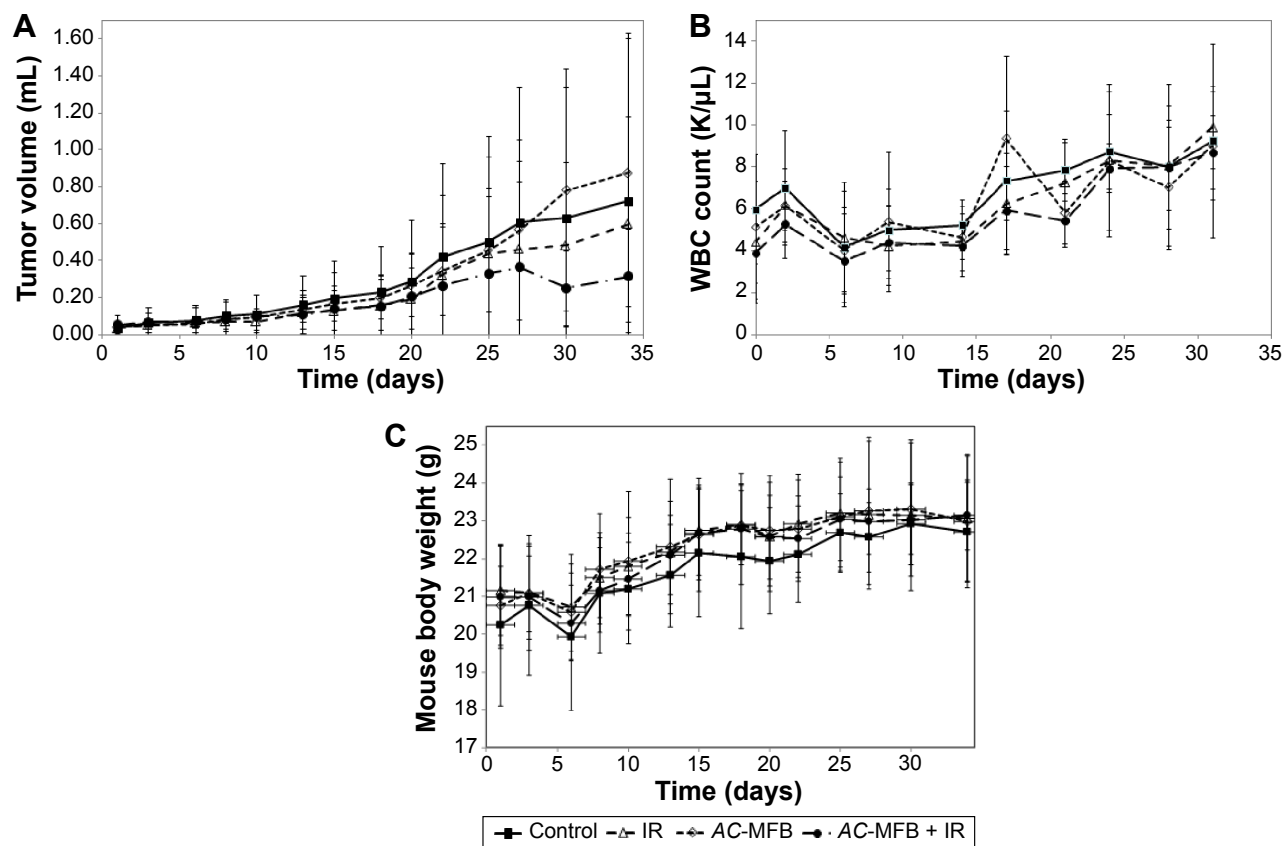 A
Tumor volume (mL)
1.60
1.40
1.20
1.00
0.80
0.60
0.40
0.20
0.00
0 5 10 15 20 25 30 35
Time (days)
B
WBC count (K/μL)
14
12
10
8
6
4
2
0
0 5 10 15 20 25 30 35
Time (days)
C
Mouse body weight (g)
25
24
23
22
21
20
19
18
17
0 5 10 15 20 25 30
Time (days)
Control IR AC-MFB AC-MFB + IR